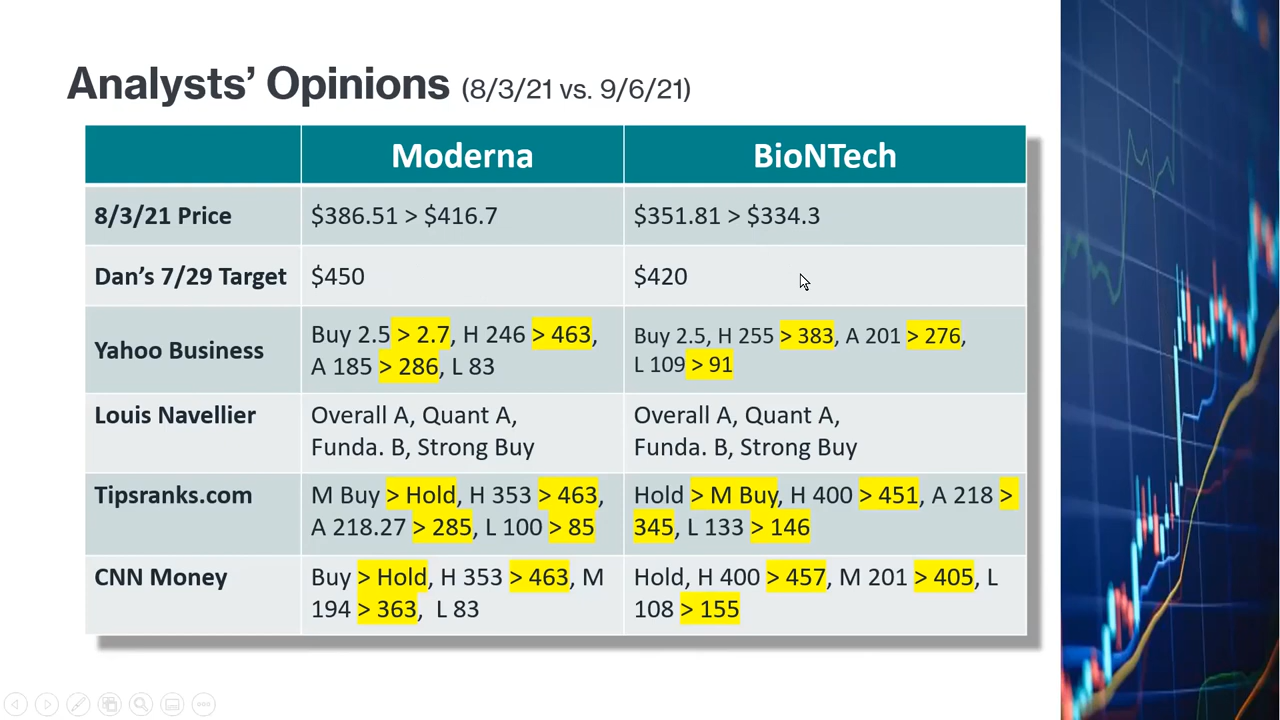 Analysts' Opinions (8/3/21 vs. 9/6/21)
Moderna
BioNTech
8/3/21 Price
$386.51 > $416.7
$351.81 > $334.3
Dan's 7/29 Target
$450
$420
Yahoo Business
Buy 2.5 > 2.7, H 246 > 463,
A 185 > 286, L 83
Buy 2.5, H 255 > 383, A 201 > 276,
L 109 > 91
Louis Navellier
Overall A, Quant A,
Funda. B, Strong Buy
Overall A, Quant A,
Funda. B, Strong Buy
Tipsranks.com
M Buy > Hold, H 353 > 463,
A 218.27 > 285, L 100 > 85
Hold > M Buy, H 400 > 451, A 218 >
345, L 133 > 146
CNN Money
Buy > Hold, H 353 > 463, M
194 > 363, L 83
Hold, H 400 > 457, M 201 > 405, L
108 > 155